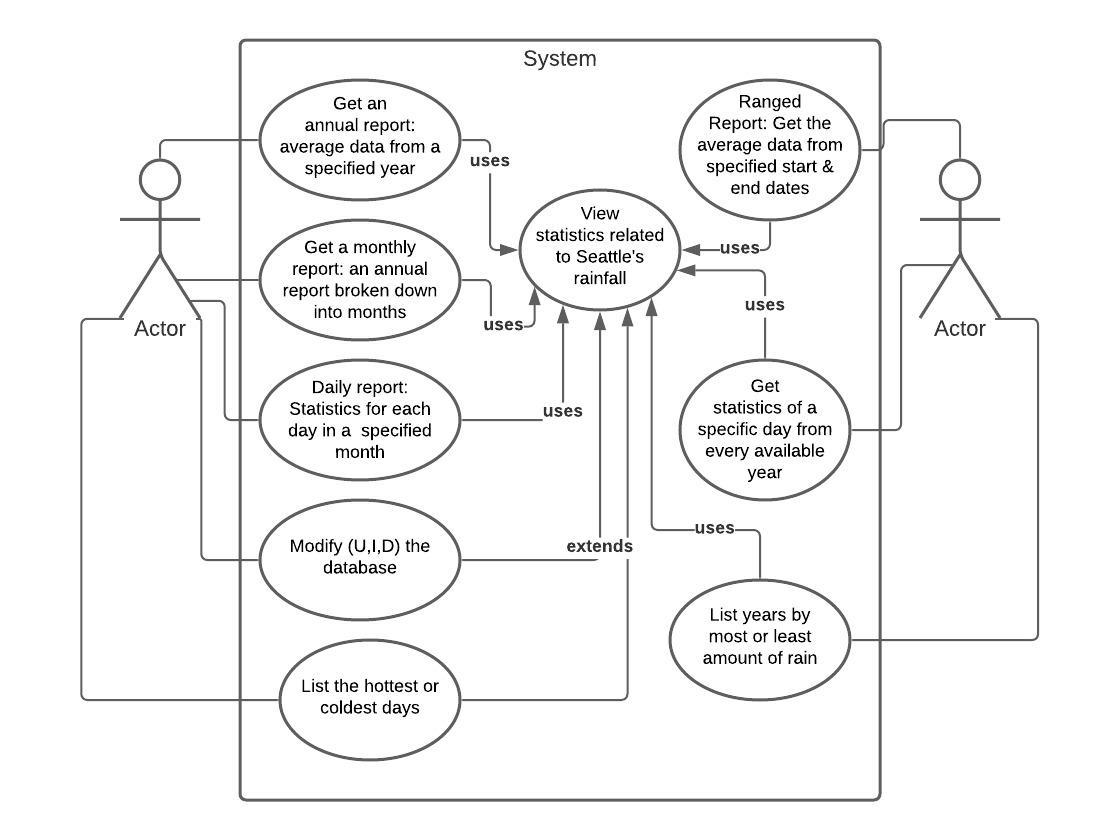 System
Get an
annual report:
average data from a
specified year
uses
Ranged
Report: Get the
average data from
specified start &
end dates
View
statistics related
to Seattle's
rainfall
uses
Get a monthly
report: an annual
report broken down
into months
uses
uses
Actor
Actor
Daily report:
Statistics for each
day in a specified
month
uses
Get
statistics of a
specific day from
every available
year
Modify (U,I,D) the
database
extends
uses
List years by
most or least
amount of rain
List the hottest or
coldest days